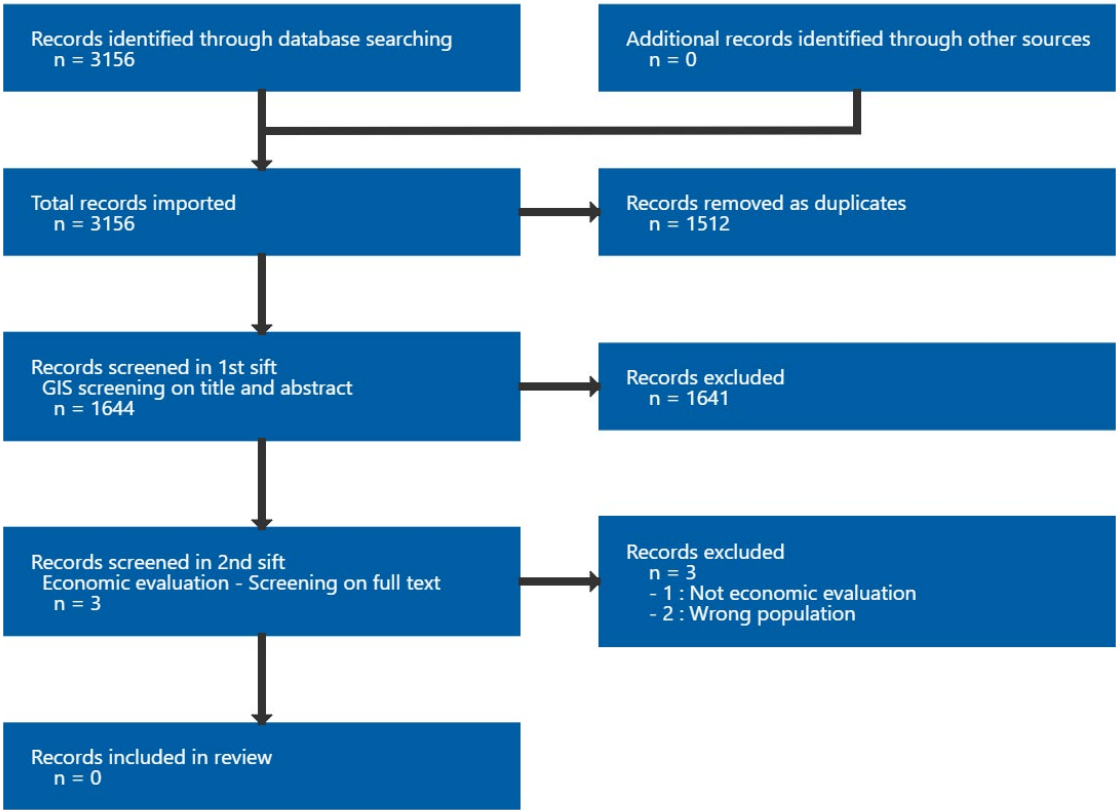 Records identified through database searching
n = 3156
Additional records identified through other sources
n = 0
Total records imported
n = 3156
Records removed as duplicates
n = 1512
Records screened in 1st sift
GIS screening on title and abstract
n = 1644
Records excluded
n = 1641
Records screened in 2nd sift
Economic evaluation - Screening on full text
n = 3
Records excluded
n = 3
- 1 : Not economic evaluation
- 2 : Wrong population
Records included in review
n = 0